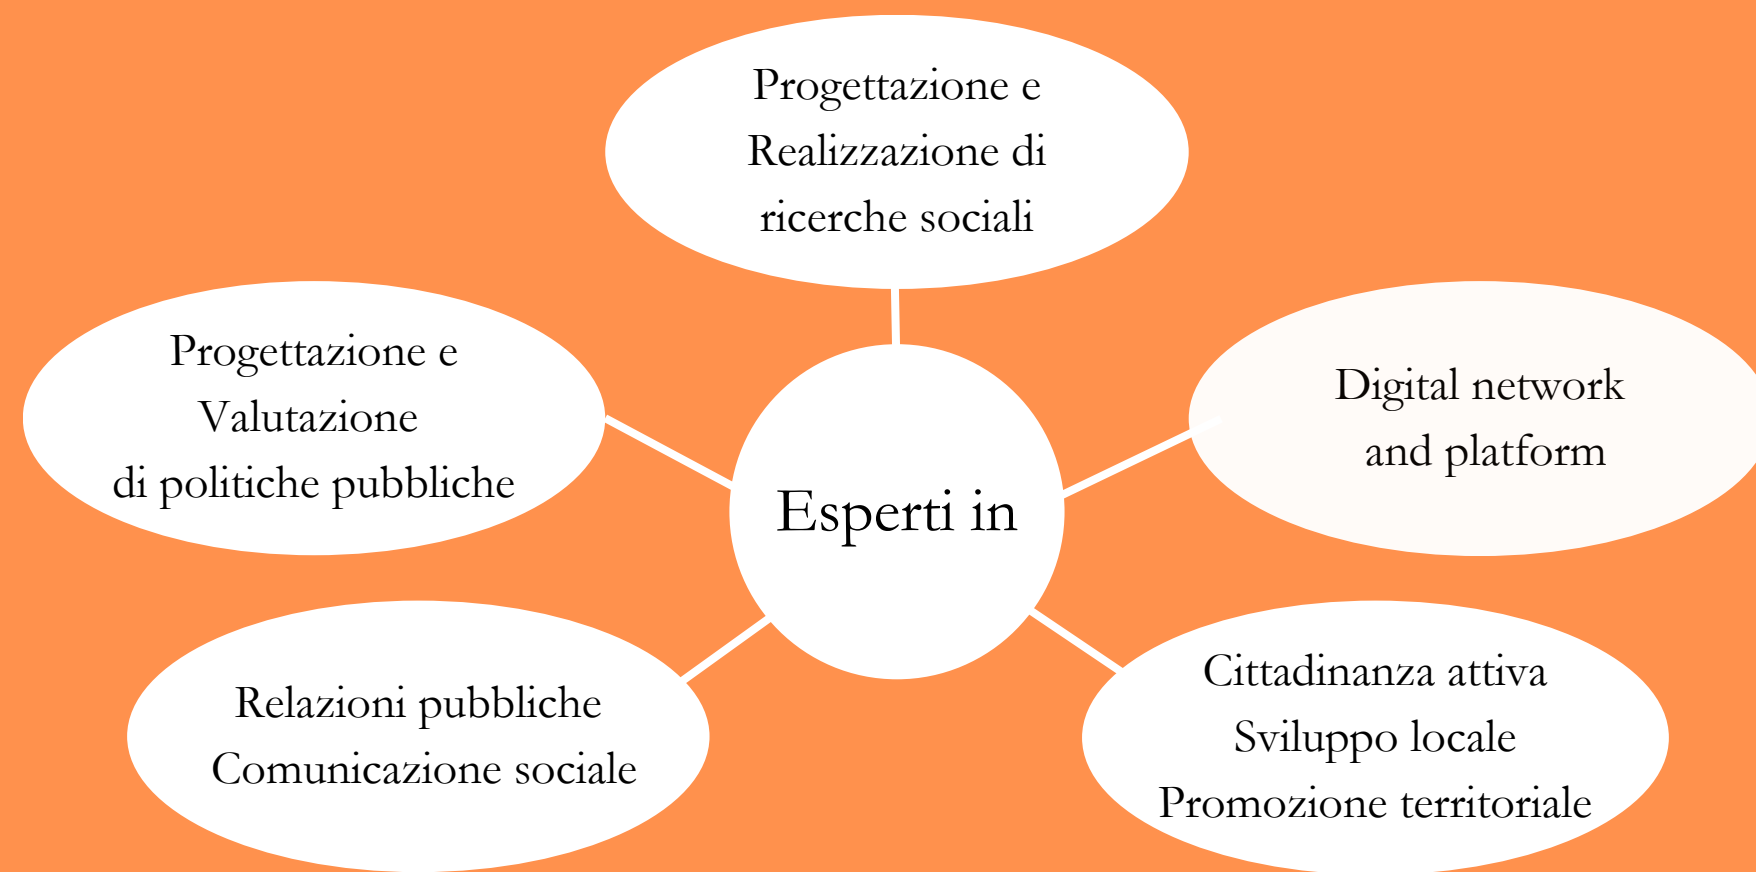 Progettazione e
Realizzazione di
ricerche sociali
Progettazione e
Valutazione
di politiche pubbliche
Digital network
and platform
Esperti in
Relazioni pubbliche
Comunicazione sociale
Cittadinanza attiva
Sviluppo locale
Promozione territoriale